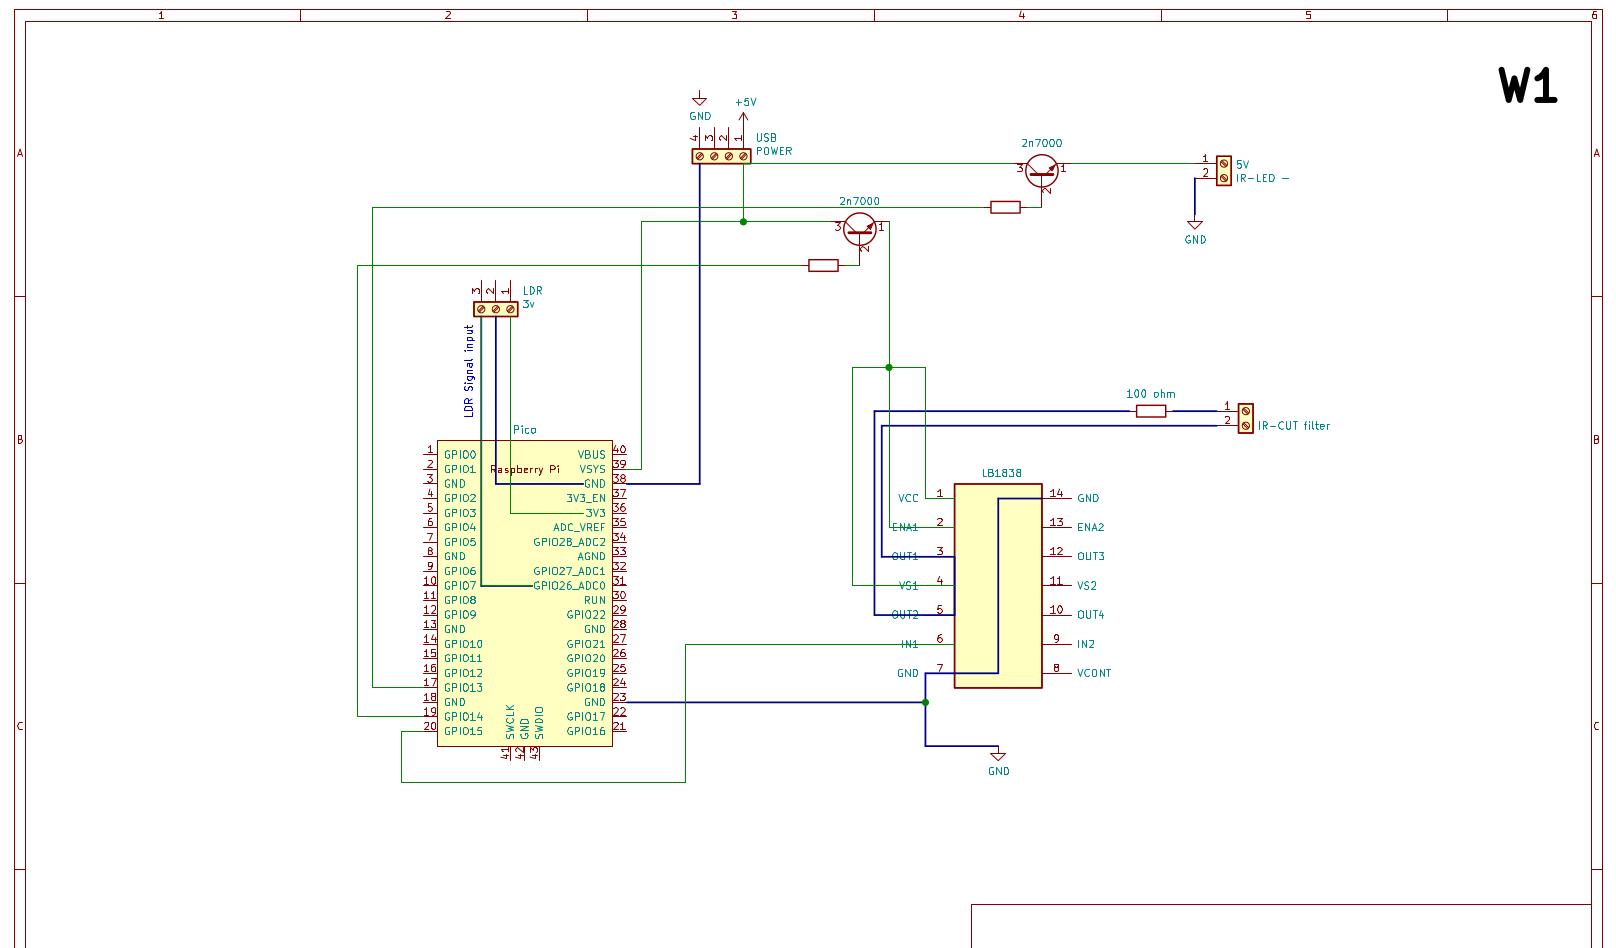 1 2 3 4 5 6
W1
+5V
GND
4 3 2 1
USB
POWER
2n7000
A
A
3
1
2
1
2
5V
IR-LED -
2n7000
3
1
2
GND
3 2 1
LDR
3v
LDR Signal input
100 ohm
1
2
IR-CUT filter
Pico
B
B
Raspberry Pi
1 GPIO0
2 GPIO1
3 GND
4 GPIO2
5 GPIO3
6 GPIO4
7 GPIO5
8 GND
9 GPIO6
10 GPIO7
11 GPIO8
12 GPIO9
13 GND
14 GPIO10
15 GPIO11
16 GPIO12
17 GPIO13
18 GND
19 GPIO14
20 GPIO15
VBUS 40
VSYS 39
GND 38
3V3_EN 37
3V3 36
ADC_VREF 35
GPIO28_ADC2 34
AGND 33
GPIO27_ADC1 32
GPIO26_ADC0 31
RUN 30
GPIO22 29
GND 28
GPIO21 27
GPIO20 26
GPIO19 25
GPIO18 24
GND 23
GPIO17 22
GPIO16 21
SWCLK
GND
SWDIO
41
42
43
LB1838
VCC 1
ENA1 2
OUT1 3
VS1 4
OUT2 5
IN1 6
GND 7
14 GND
13 ENA2
12 OUT3
11 VS2
10 OUT4
9 IN2
8 VCONT
C
C
GND